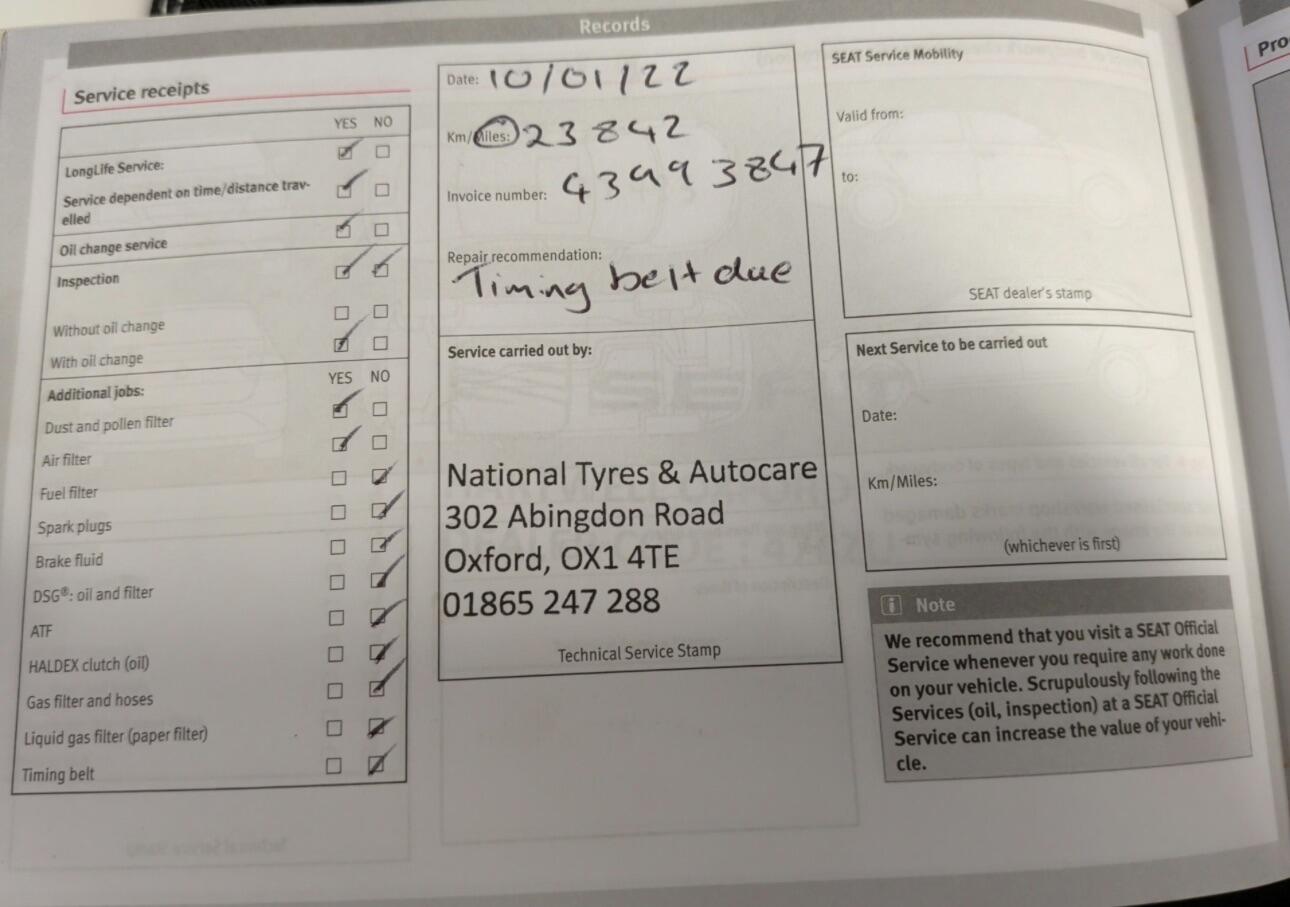 Records
Service receipts
YES NO
LongLife Service:
Service dependent on time/distance trav-
elled
Oil change service
Inspection
Without oil change
With oil change
Additional jobs:
YES NO
Dust and pollen filter
Air filter
Fuel filter
Spark plugs
Brake fluid
DSG®: oil and filter
ATF
HALDEX clutch (oil)
Gas filter and hoses
Liquid gas filter (paper filter)
Timing belt
Date: 10/01/22
Km/Miles: 23842
Invoice number: 43993847
Repair recommendation:
Timing belt due
Service carried out by:
National Tyres & Autocare
302 Abingdon Road
Oxford, OX1 4TE
01865 247 288
Technical Service Stamp
SEAT Service Mobility
Valid from:
to:
SEAT dealer's stamp
Next Service to be carried out
Date:
Km/Miles:
(whichever is first)
i Note
We recommend that you visit a SEAT Official
Service whenever you require any work done
on your vehicle. Scrupulously following the
Services (oil, inspection) at a SEAT Official
Service can increase the value of your vehi-
cle.
Pro